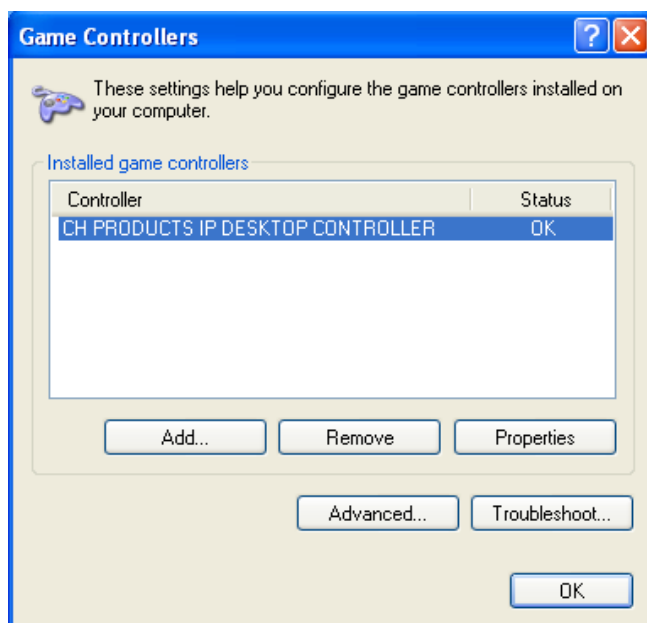 Game Controllers
These settings help you configure the game controllers installed on
your computer.
Installed game controllers
Controller Status
CH PRODUCTS IP DESKTOP CONTROLLER OK
Add... Remove Properties
Advanced... Troubleshoot...
OK